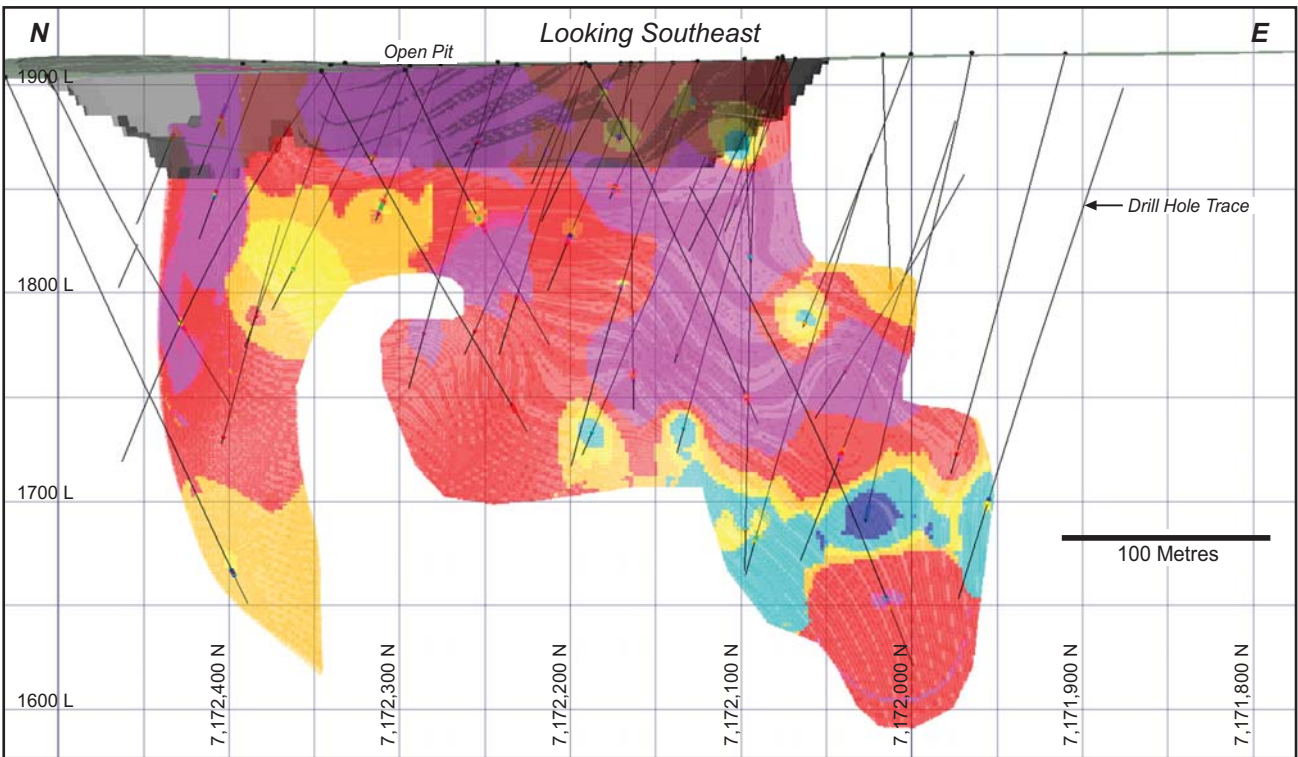 N
Looking Southeast
E
Open Pit
1900 L
Drill Hole Trace
1800 L
1700 L
100 Metres
1600 L
7,172,400 N
7,172,300 N
7,172,200 N
7,172,100 N
7,172,000 N
7,171,900 N
7,171,800 N